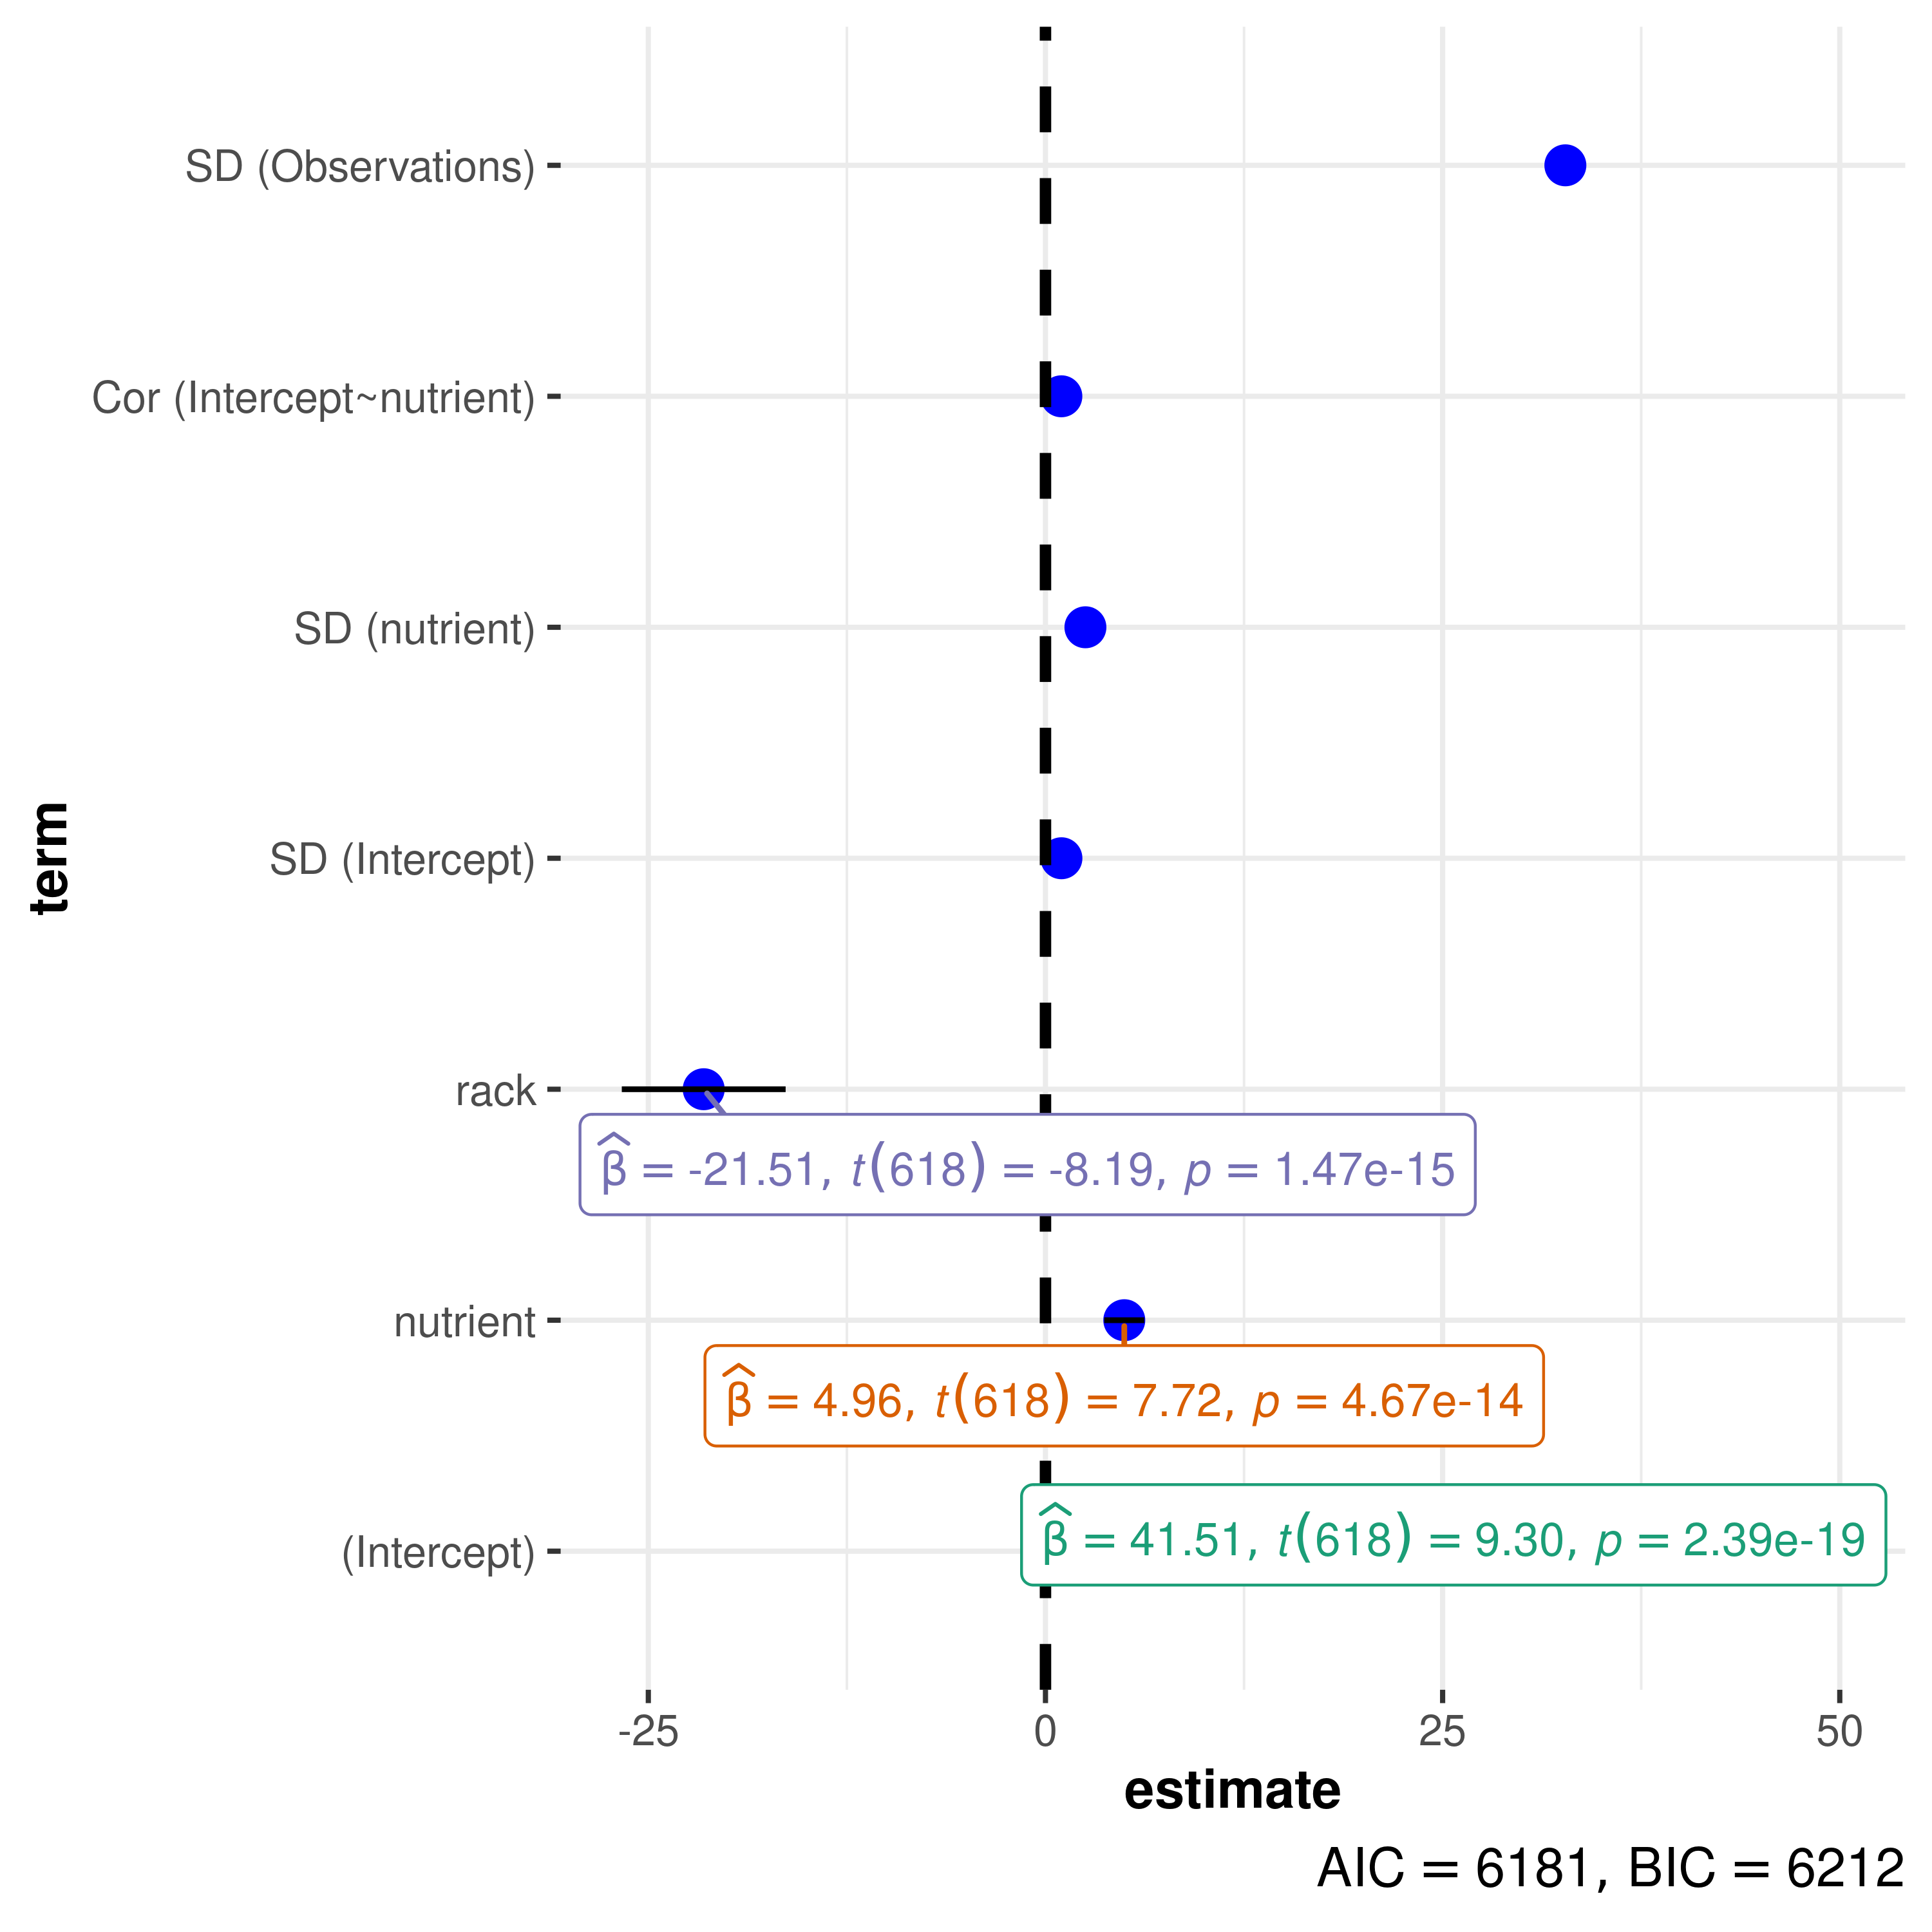 SD (Observations)
Cor (Intercept~nutrient)
SD (nutrient)
SD (Intercept)
term
rack
β̂ = -21.51, t(618) = -8.19, p = 1.47e-15
nutrient
β̂ = 4.96, t(618) = 7.72, p = 4.67e-14
(Intercept)
β̂ = 41.51, t(618) = 9.30, p = 2.39e-19
-25 0 25 50
estimate
AIC = 6181, BIC = 6212